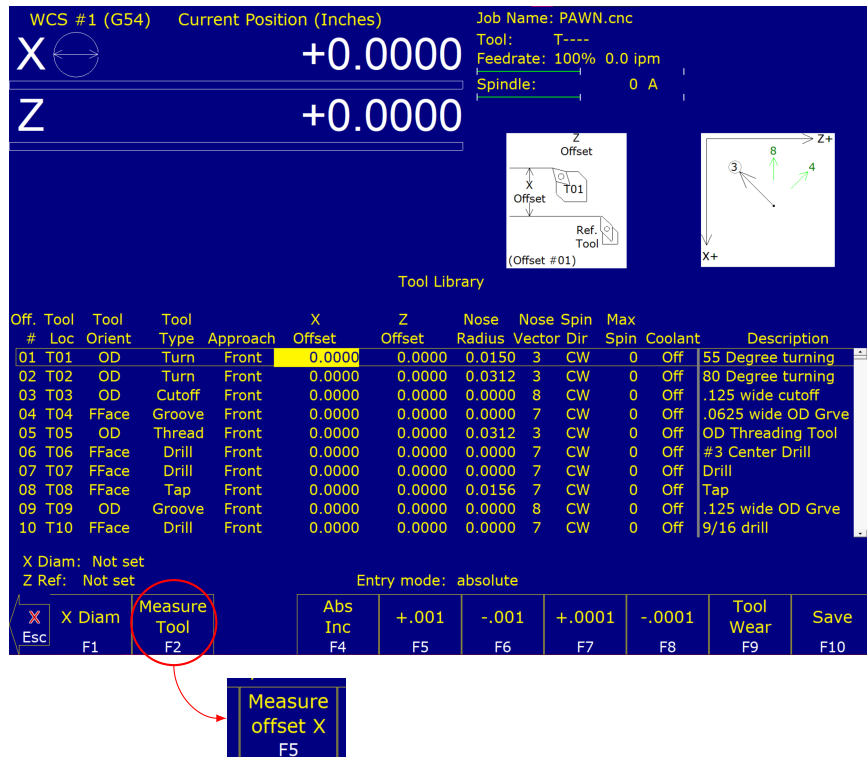 WCS #1 (G54) Current Position (Inches)
X +0.0000
Z +0.0000
Job Name: PAWN.cnc
Tool: T----
Feedrate: 100% 0.0 ipm
Spindle: 0 A
Z
Offset
X
Offset
T01
Ref.
Tool
(Offset #01)
Z+
8
3
4
X+
Tool Library
Off. Tool Tool Tool X Z Nose Nose Spin Max
# Loc Orient Type Approach Offset Offset Radius Vector Dir Spin Coolant Description
01 T01 OD Turn Front 0.0000 0.0000 0.0150 3 CW 0 Off 55 Degree turning
02 T02 OD Turn Front 0.0000 0.0000 0.0312 3 CW 0 Off 80 Degree turning
03 T03 OD Cutoff Front 0.0000 0.0000 0.0000 8 CW 0 Off .125 wide cutoff
04 T04 FFace Groove Front 0.0000 0.0000 0.0000 7 CW 0 Off .0625 wide OD Grve
05 T05 OD Thread Front 0.0000 0.0000 0.0312 3 CW 0 Off OD Threading Tool
06 T06 FFace Drill Front 0.0000 0.0000 0.0000 7 CW 0 Off #3 Center Drill
07 T07 FFace Drill Front 0.0000 0.0000 0.0000 7 CW 0 Off Drill
08 T08 FFace Tap Front 0.0000 0.0000 0.0156 7 CW 0 Off Tap
09 T09 OD Groove Front 0.0000 0.0000 0.0000 8 CW 0 Off .125 wide OD Grve
10 T10 FFace Drill Front 0.0000 0.0000 0.0000 7 CW 0 Off 9/16 drill
X Diam: Not set
Z Ref: Not set Entry mode: absolute
X
Esc
X Diam
F1
Measure
Tool
F2
Abs
Inc
F4
+.001
F5
-.001
F6
+.0001
F7
-.0001
F8
Tool
Wear
F9
Save
F10
Measure
offset X
F5